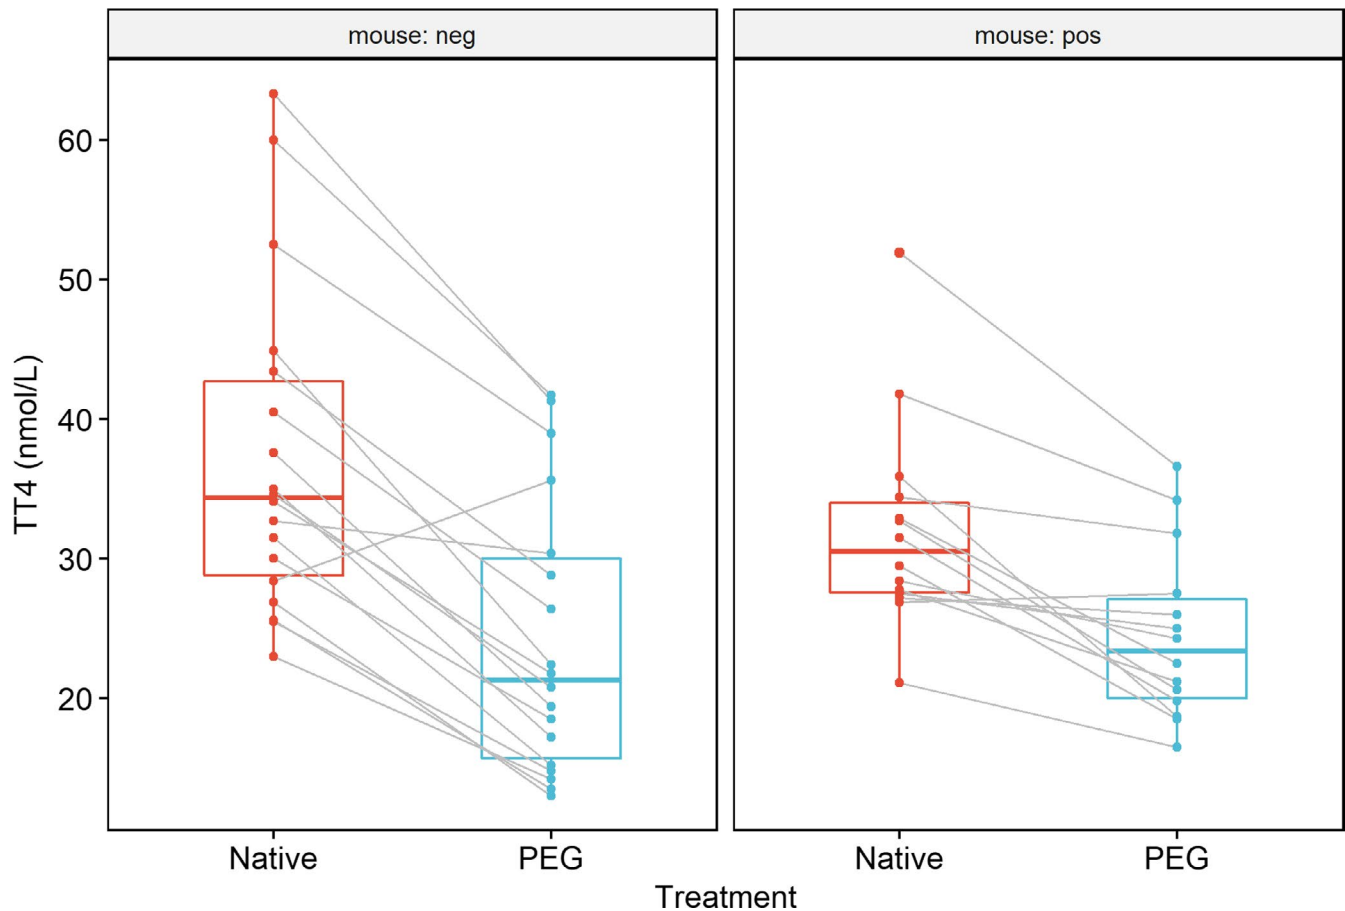 mouse: neg
mouse: pos
TT4 (nmol/L)
60
50
40
30
20
Native
PEG
Native
PEG
Treatment